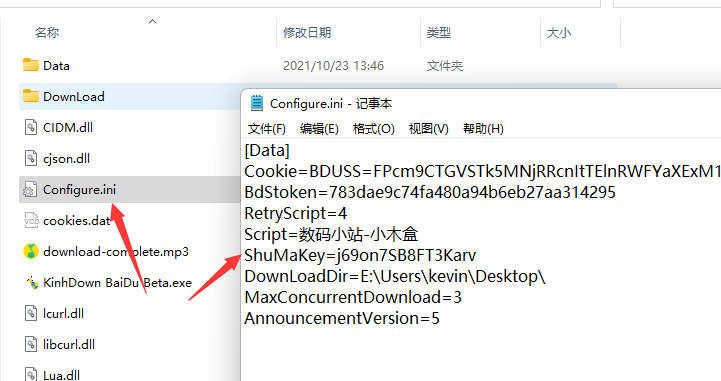 名称 修改日期 类型 大小
Data 2021/10/23 13:46 文件夹
DownLoad
CIDM.dll
cjson.dll
Configure.ini
cookies.dat
download-complete.mp3
KinhDown BaiDu Beta.exe
lcurl.dll
libcurl.dll
Lua.dll
Configure.ini - 记事本
文件(F) 编辑(E) 格式(O) 视图(V) 帮助(H)
[Data]
Cookie=BDUSS=FPcm9CTGVSTk5MNjRRcnItTElnRWFYaXExM1
BdStoken=783dae9c74fa480a94b6eb27aa314295
RetryScript=4
Script=数码小站-小木盒
ShuMaKey=j69on7SB8FT3Karv
DownLoadDir=E:\Users\kevin\Desktop\
MaxConcurrentDownload=3
AnnouncementVersion=5